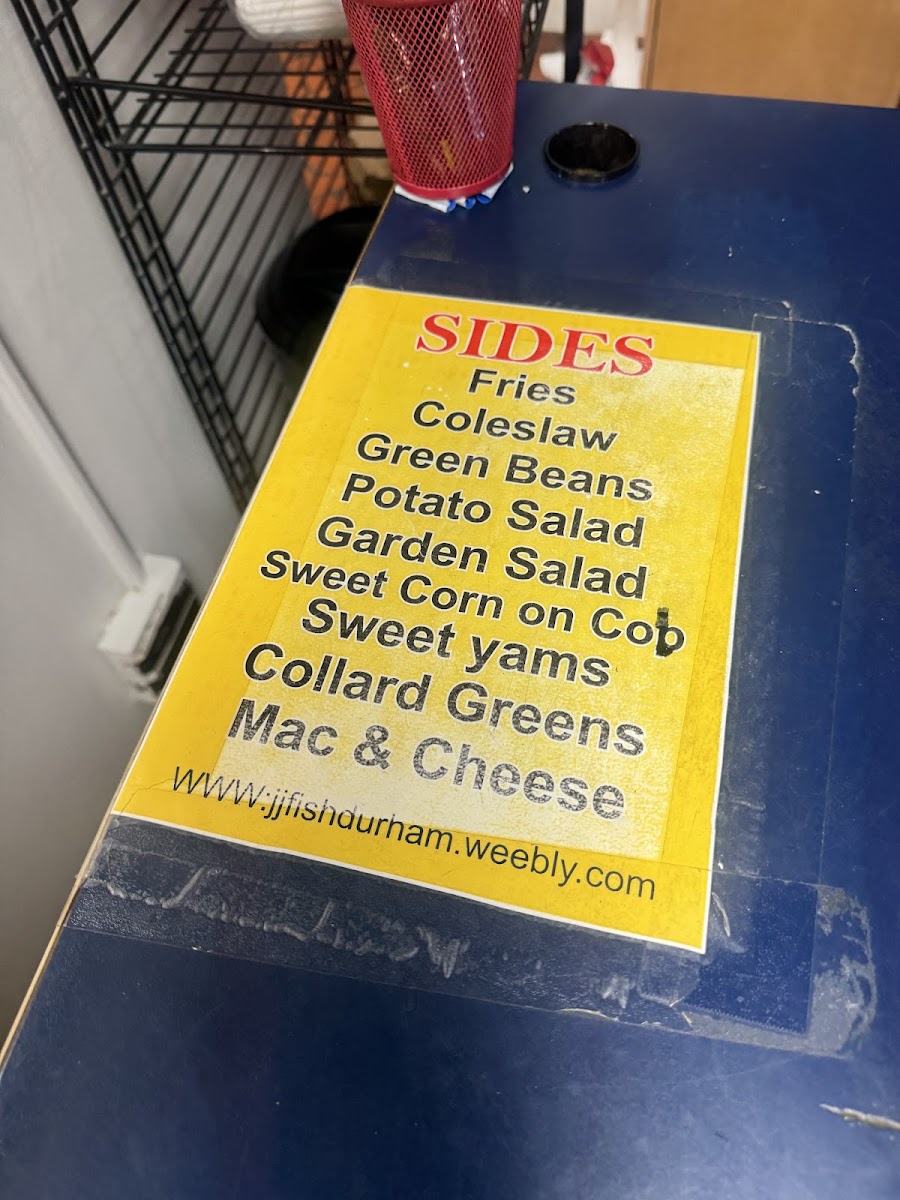 SIDES
Fries
Coleslaw
Green Beans
Potato Salad
Garden Salad
Sweet Corn on Cob
Sweet yams
Collard Greens
Mac & Cheese
www.jjfishdurham.weebly.com